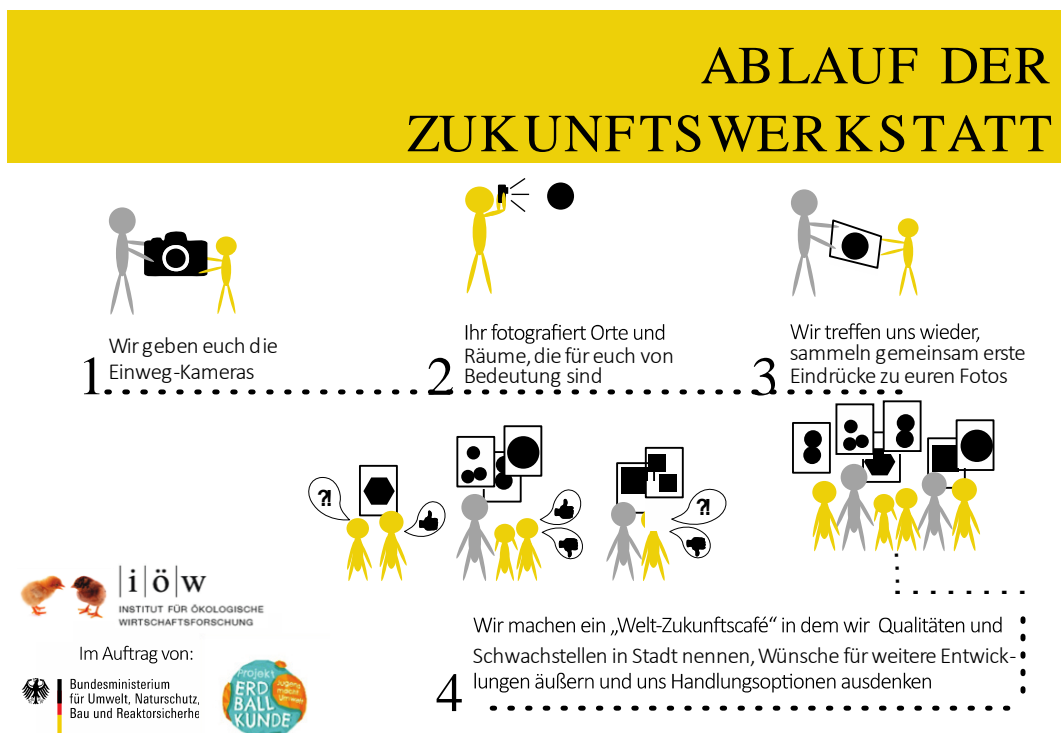 ABLAUF DER
ZUKUNFTSWERKSTATT
1
Wir geben euch die
Einweg-Kameras
2
Ihr fotografiert Orte und
Räume, die für euch von
Bedeutung sind
3
Wir treffen uns wieder,
sammeln gemeinsam erste
Eindrücke zu euren Fotos
?!
?!
|i|ö|w
INSTITUT FÜR ÖKOLOGISCHE
WIRTSCHAFTSFORSCHUNG
Im Auftrag von:
Bundesministerium
für Umwelt, Naturschutz,
Bau und Reaktorsicherhe
Projekt
ERD
BALL
KUNDE
Jugend
macht
Umwelt
4
Wir machen ein „Welt-Zukunftscafé“ in dem wir Qualitäten und
Schwachstellen in Stadt nennen, Wünsche für weitere Entwick-
lungen äußern und uns Handlungsoptionen ausdenken